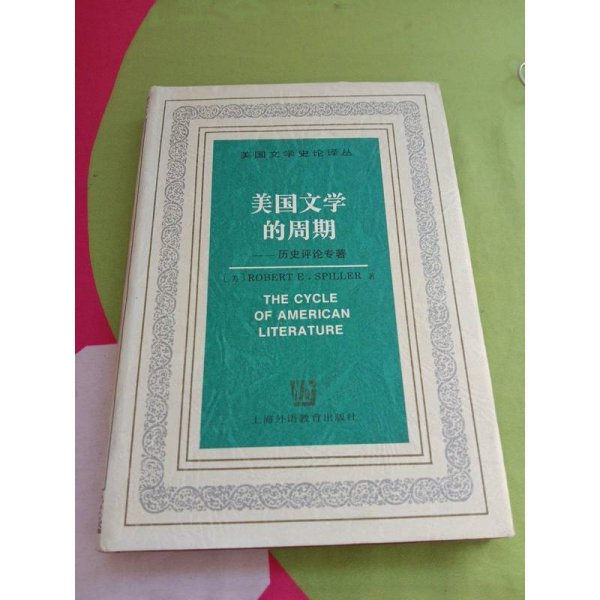 美国文学史论译丛
美国文学
的周期
——历史评论专著
〔美〕ROBERT E. SPILLER 著
THE CYCLE
OF AMERICAN
LITERATURE
上海外语教育出版社